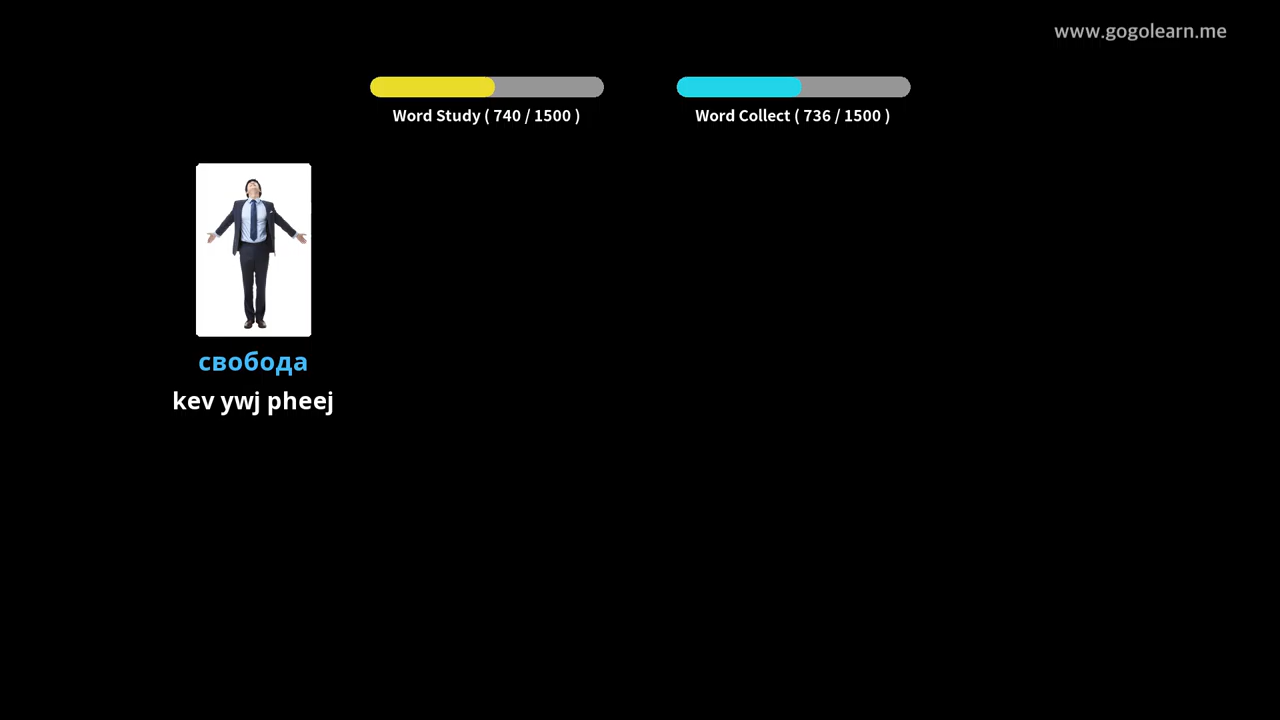 www.gogolearn.me
Word Study ( 740 / 1500 )
Word Collect ( 736 / 1500 )
свобода
kev ywj pheej